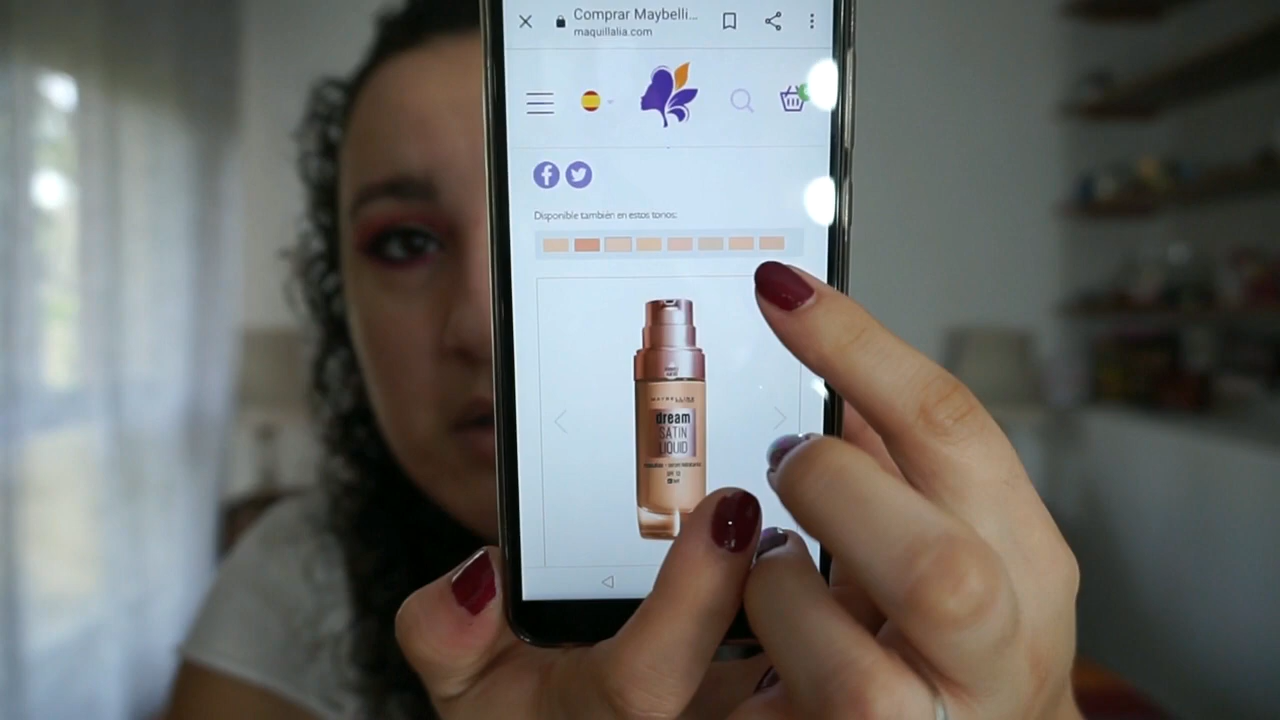 Comprar Maybelli...
maquillalia.com
Disponible también en estos tonos:
MAYBELLINE
dream
SATIN
LIQUID